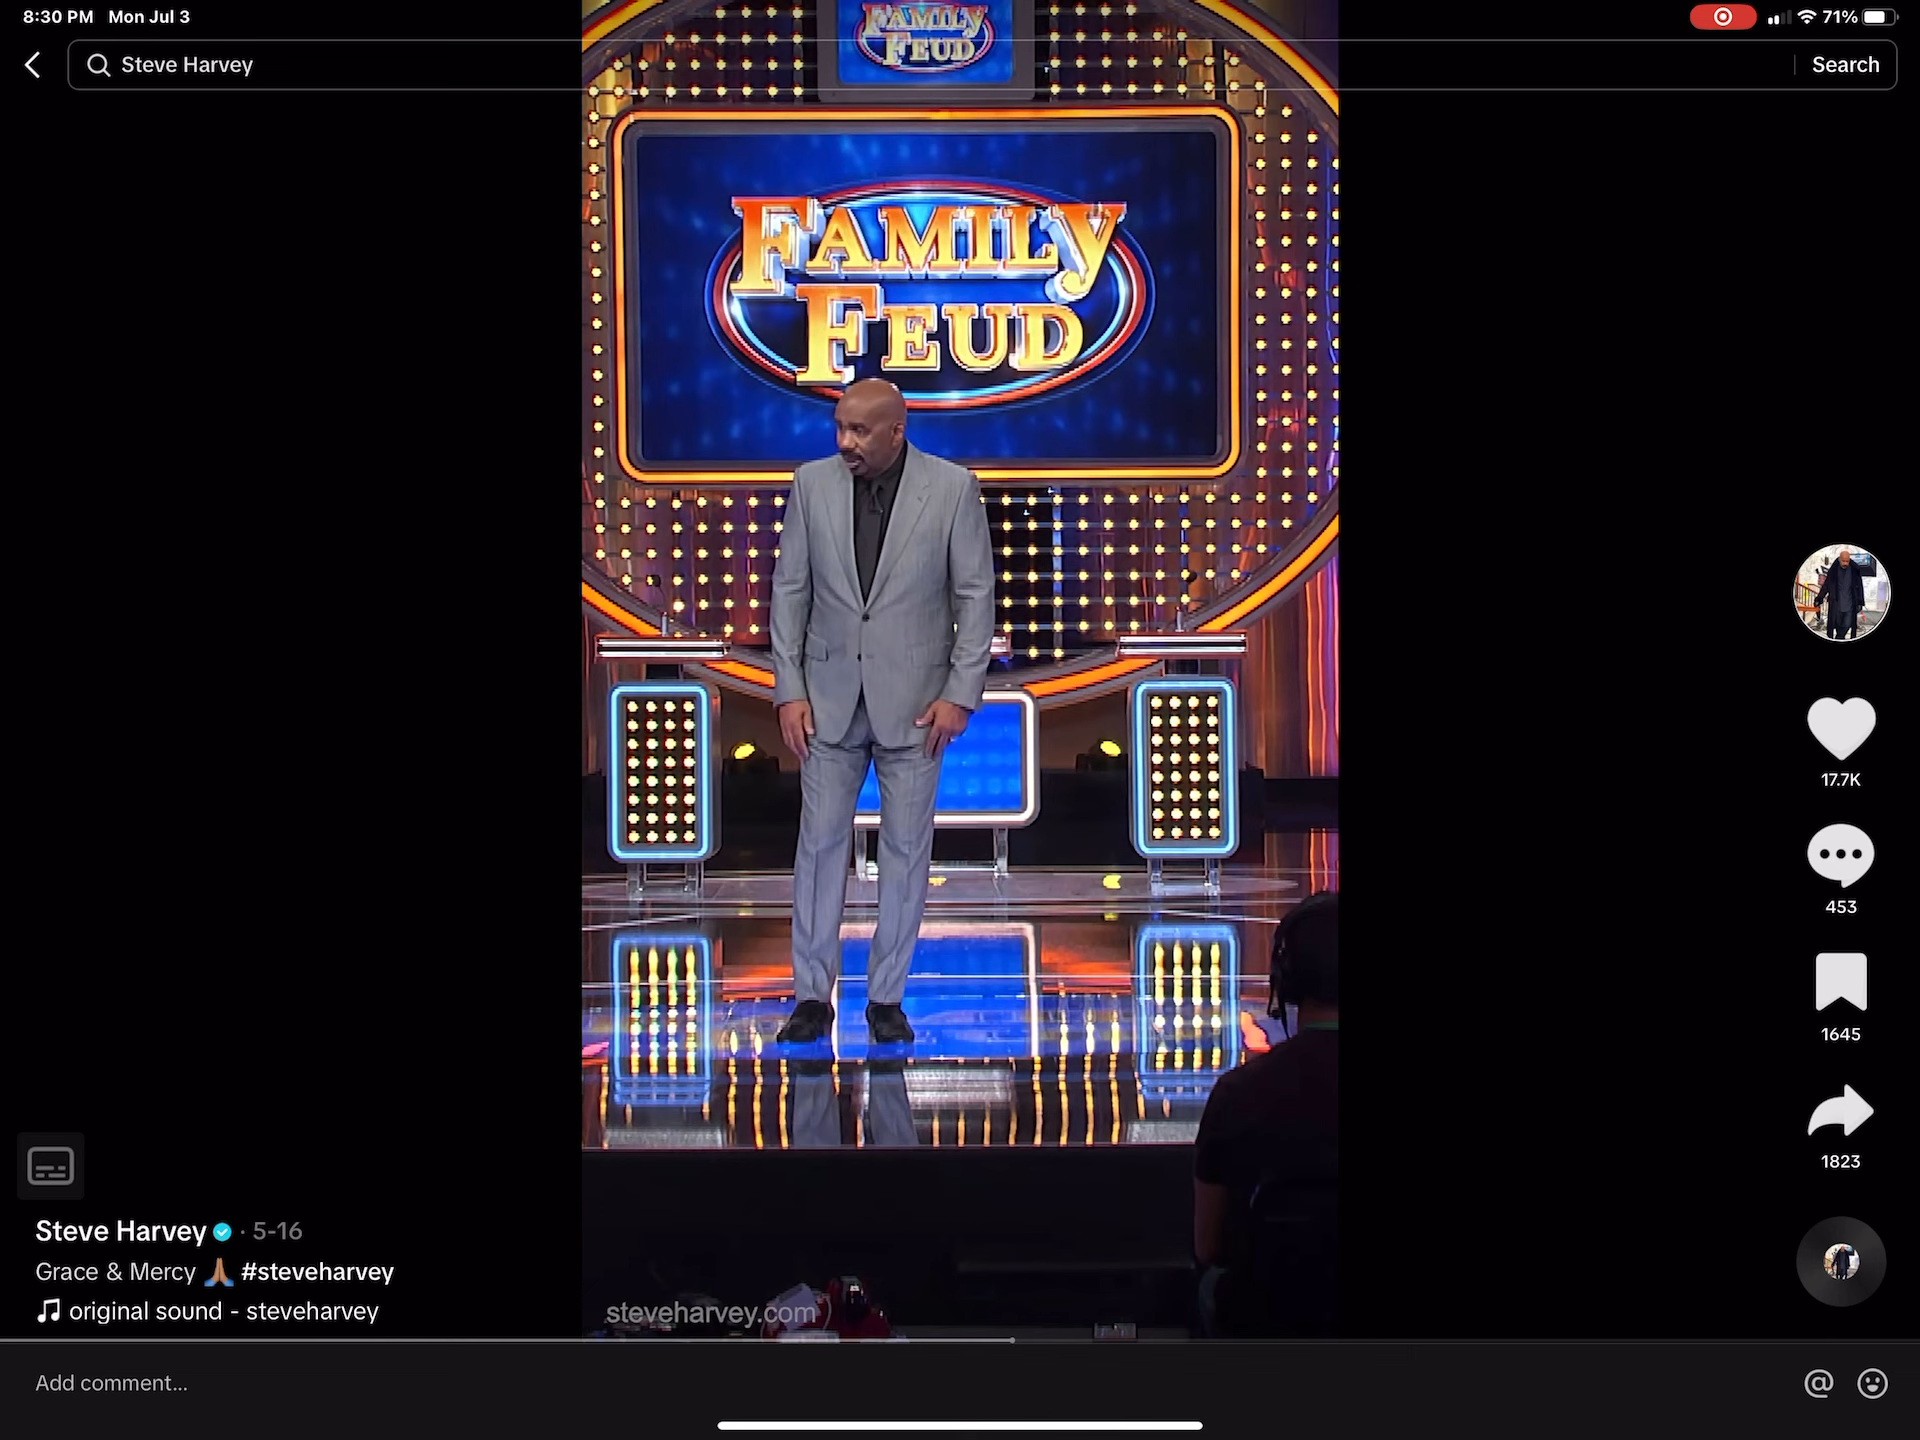 8:30 PM Mon Jul 3
71%
Steve Harvey
Search
FAMILY
FEUD
FAMILY
FEUD
17.7K
453
1645
1823
Steve Harvey · 5-16
Grace & Mercy 🙏🏽 #steveharvey
original sound - steveharvey
steveharvey.com
Add comment...
@